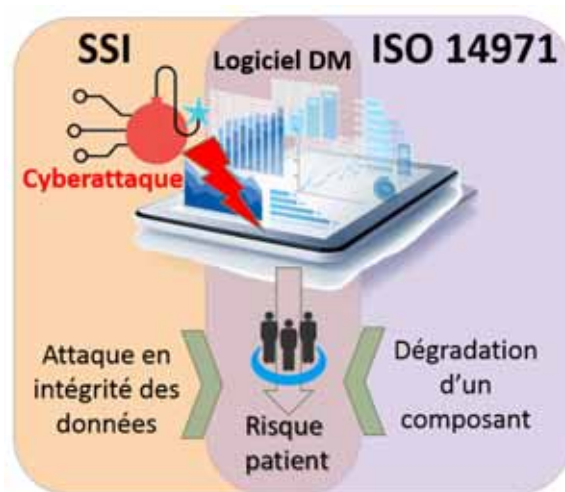 SSI
Logiciel DM
ISO 14971
Cyberattaque
Attaque en
intégrité des
données
Risque
patient
Dégradation
d'un
composant